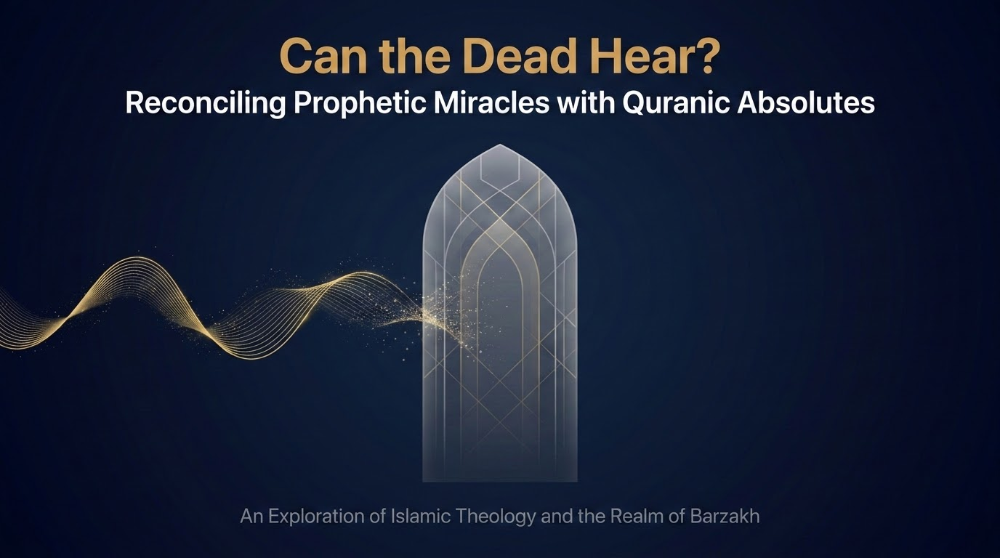 Can the Dead Hear?
Reconciling Prophetic Miracles with Quranic Absolutes
An Exploration of Islamic Theology and the Realm of Barzakh